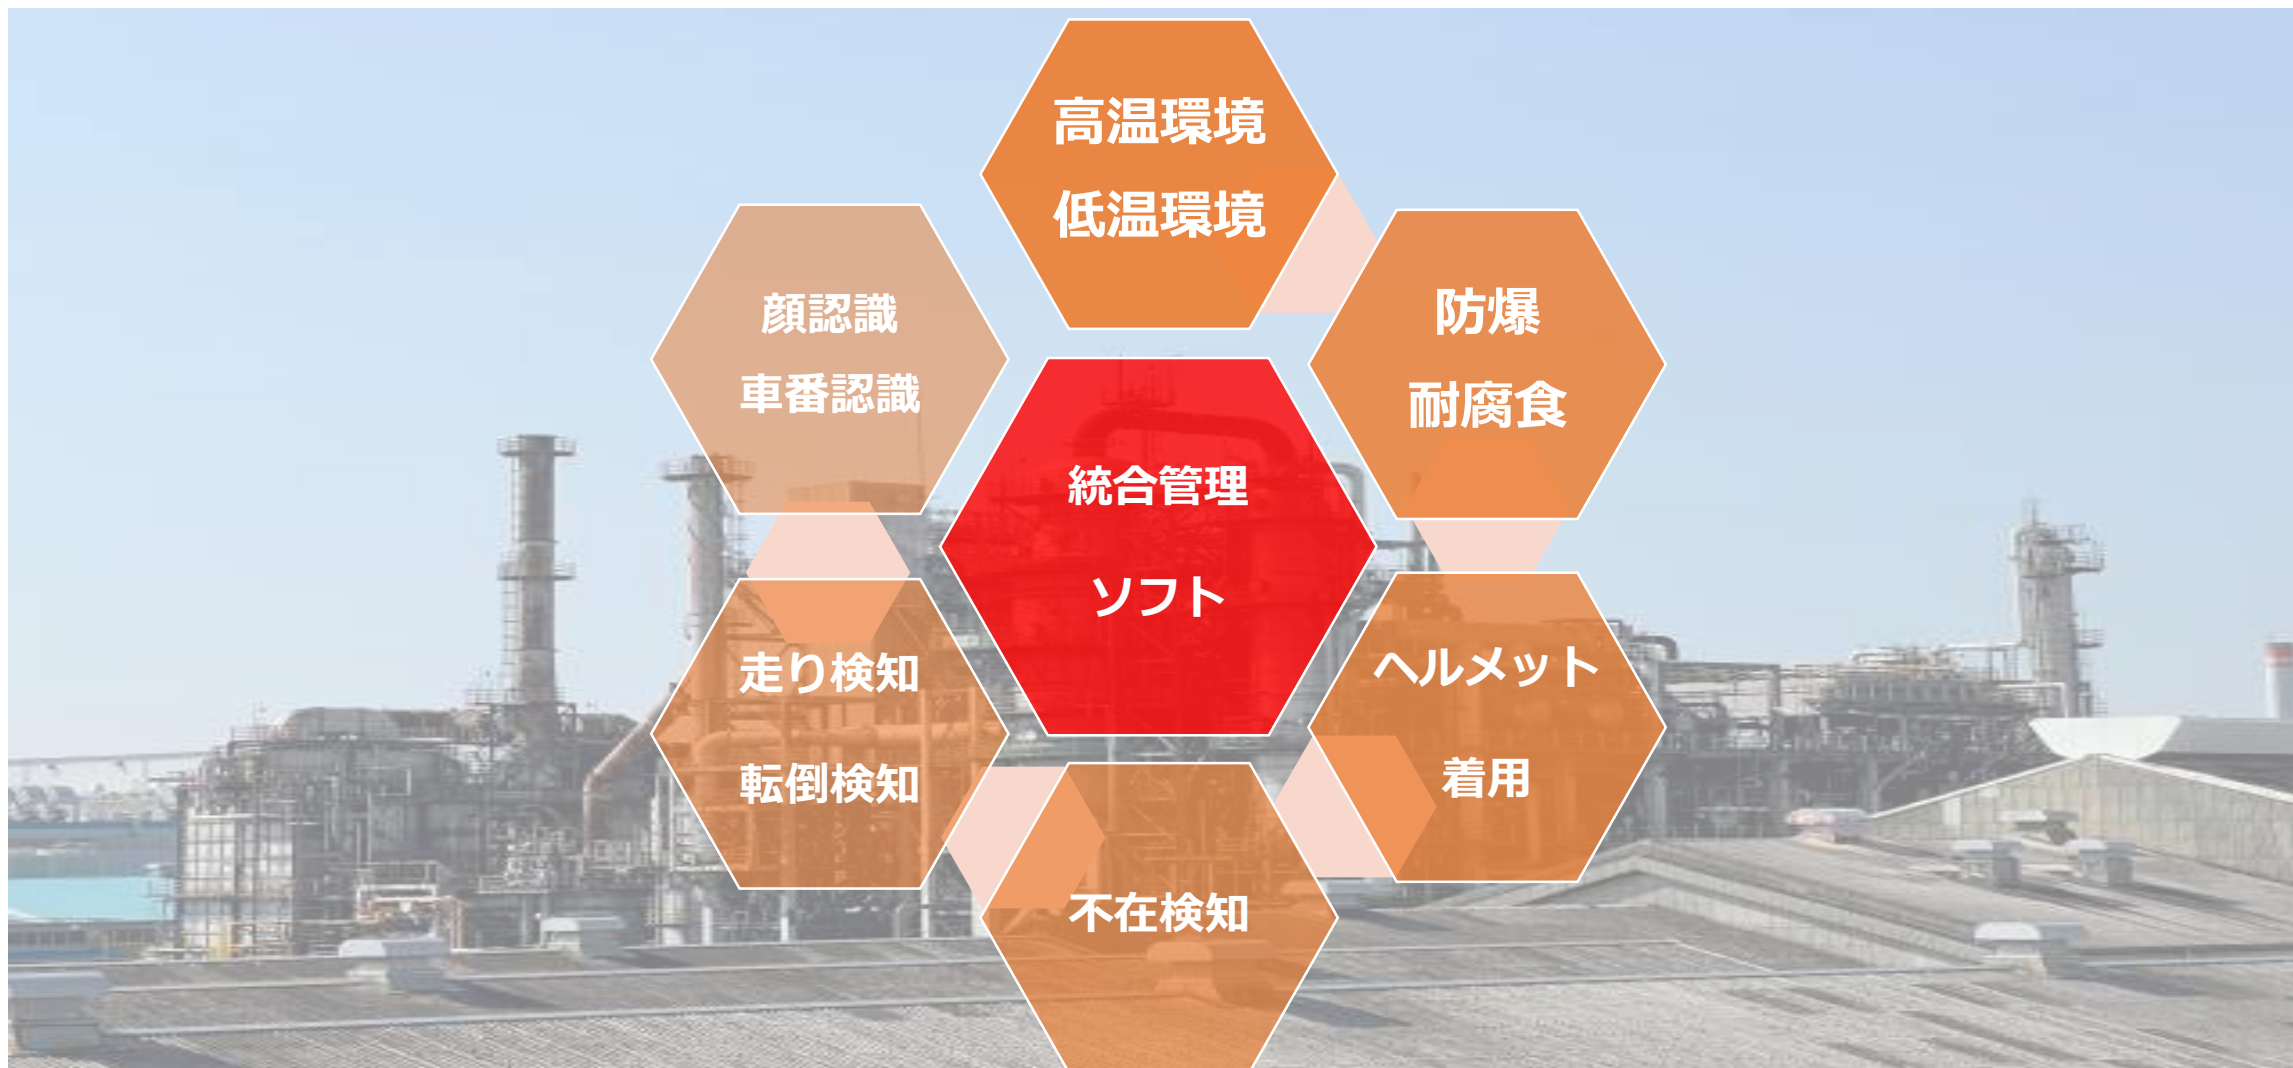 高温環境
低温環境
防爆
耐腐食
顔認識
車番認識
統合管理
ソフト
ヘルメット
着用
走り検知
転倒検知
不在検知